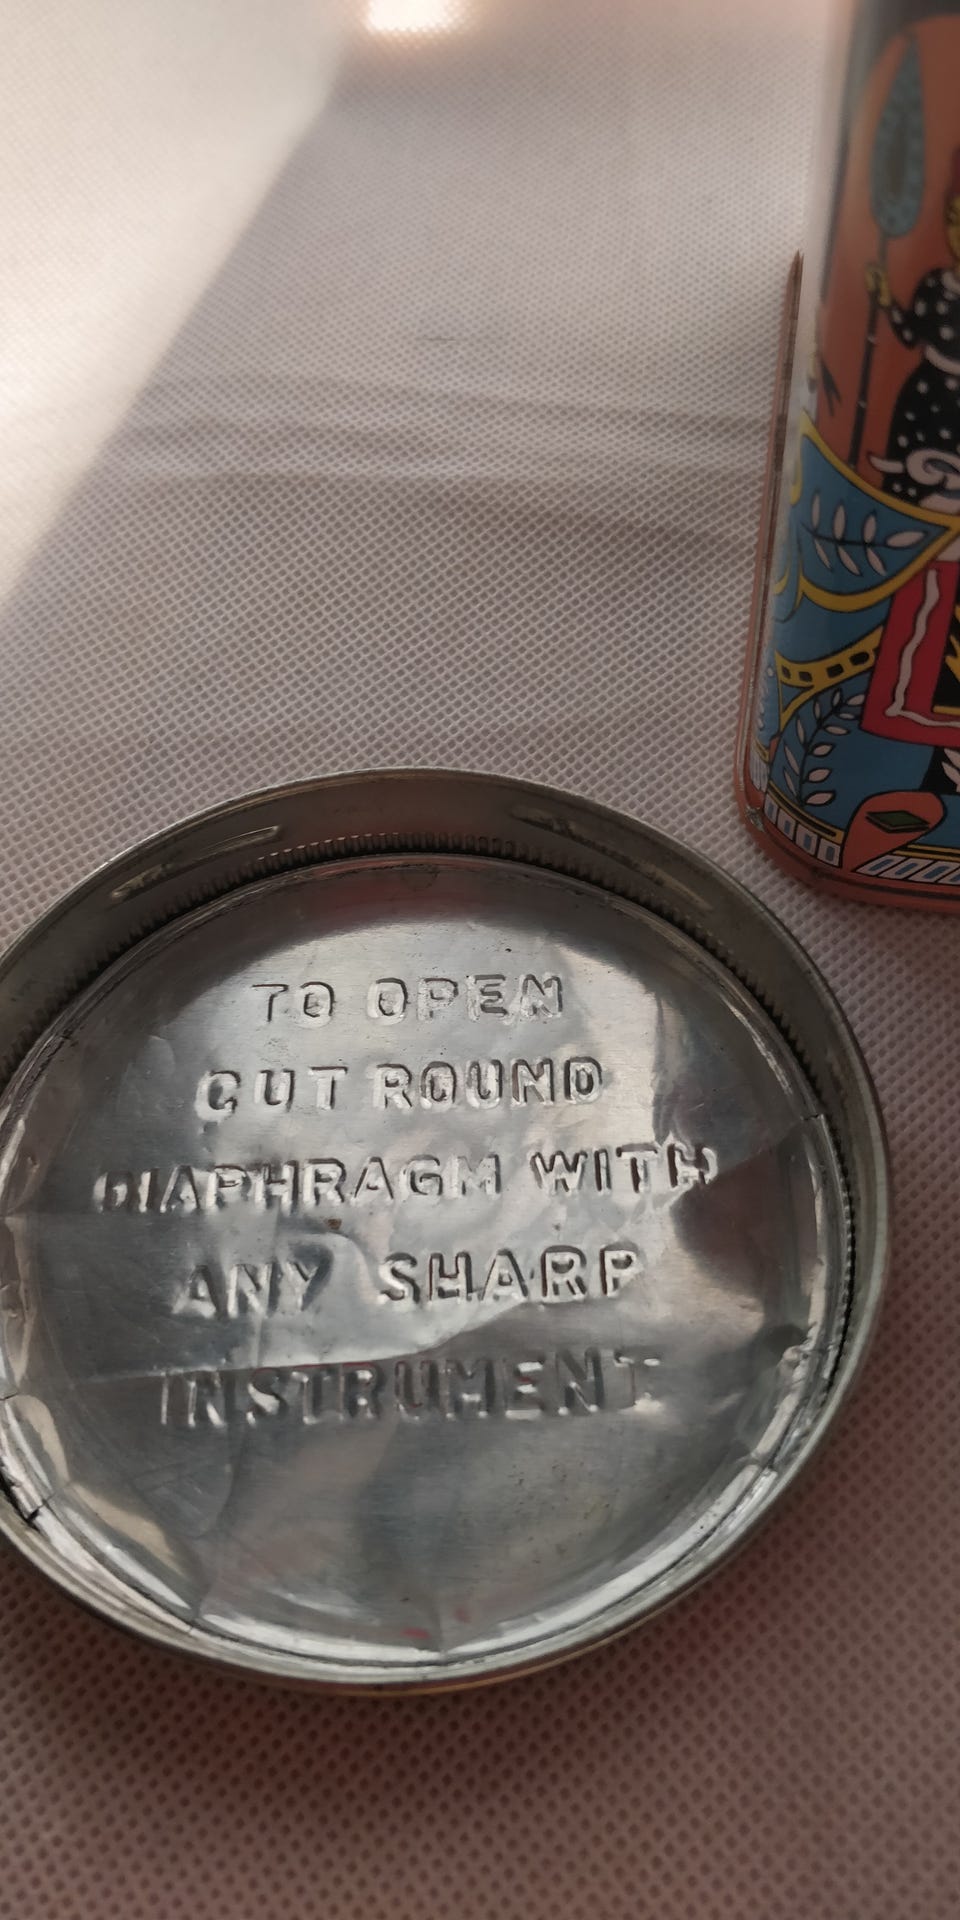 TO OPEN
CUT ROUND
DIAPHRAGM WITH
ANY SHARP
INSTRUMENT